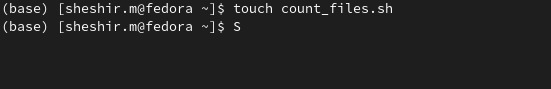 (base) [sheshir.m@fedora ~]$ touch count_files.sh
(base) [sheshir.m@fedora ~]$ S